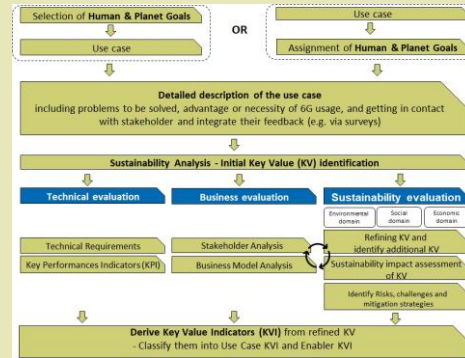 Selection of Human & Planet Goals
Use case
OR
Use case
Assignment of Human & Planet Goals
Detailed description of the use case
including problems to be solved, advantage or necessity of 6G usage, and getting in contact
with stakeholder and integrate their feedback (e.g. via surveys)
Sustainability Analysis - Initial Key Value (KV) identification
Technical evaluation
Business evaluation
Sustainability evaluation
Environmental
domain
Social
domain
Economic
domain
Technical Requirements
Key Performances Indicators (KPI)
Stakeholder Analysis
Business Model Analysis
Refining KV and
identify additional KV
Sustainability impact assessment
of KV
Identify Risks, challenges and
mitigation strategies
Derive Key Value Indicators (KVI) from refined KV
- Classify them into Use Case KVI and Enabler KVI